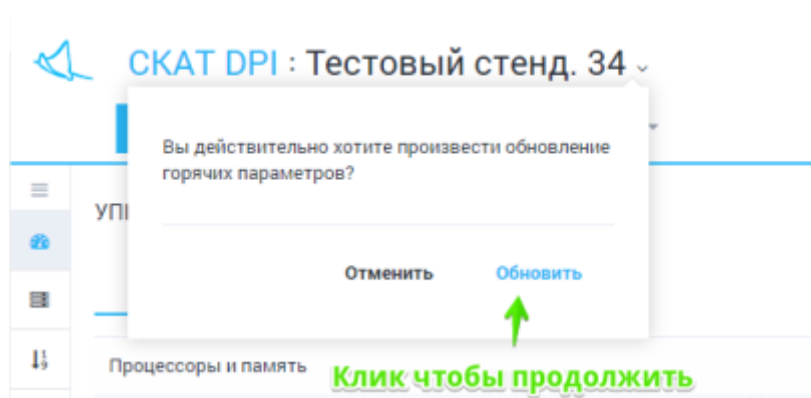 СКАТ DPI : Тестовый стенд. 34
Вы действительно хотите произвести обновление
горячих параметров?
УПІ
Отменить Обновить
Процессоры и память
Клик чтобы продолжить